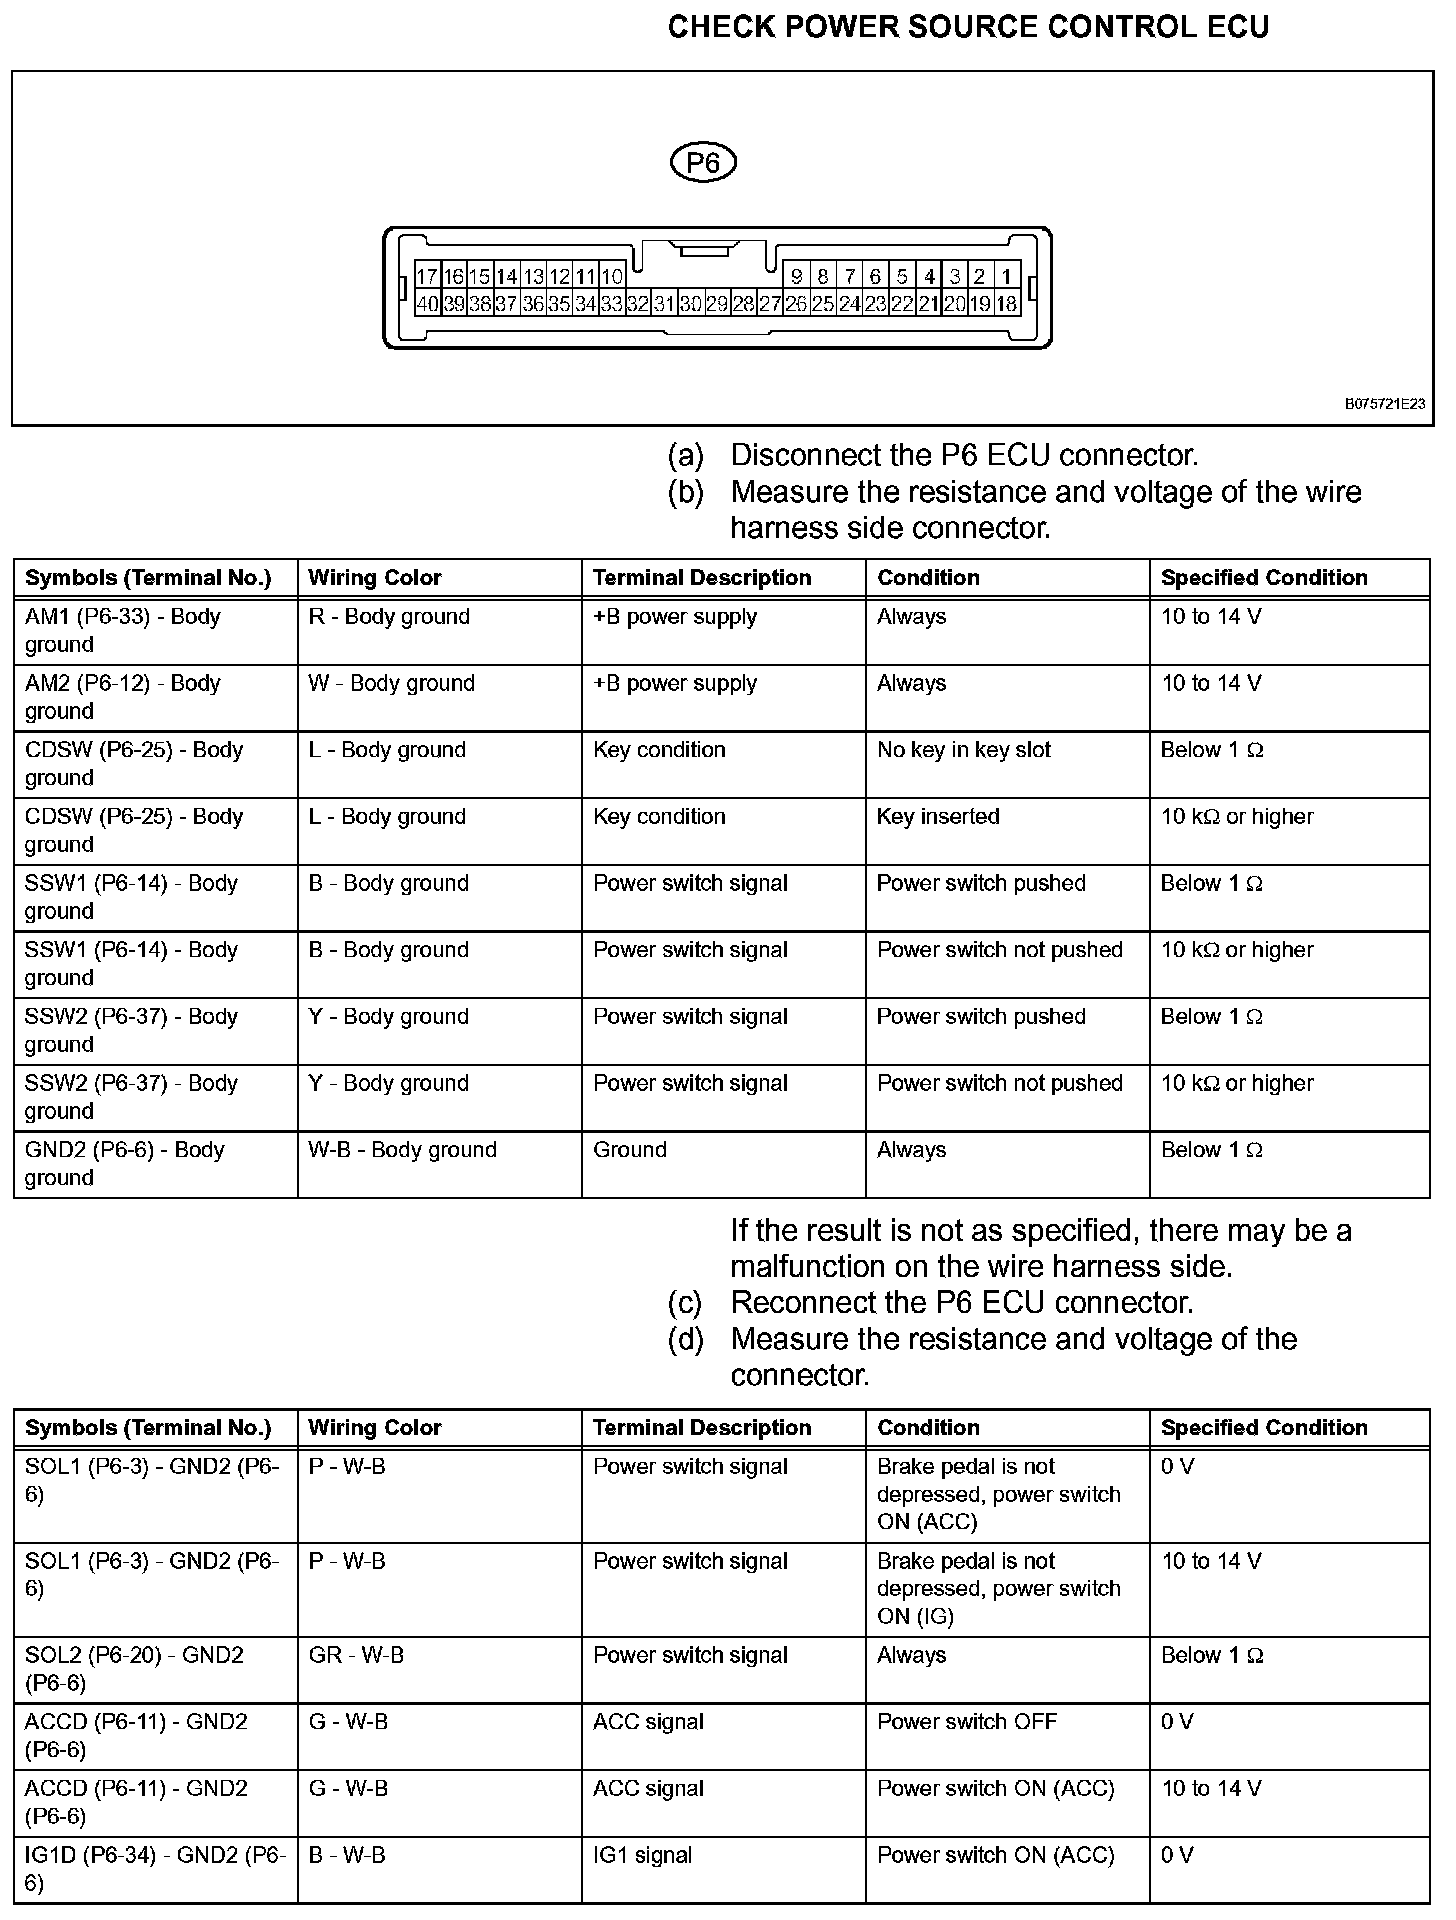 CHECK POWER SOURCE CONTROL ECU
P6
17 16 15 14 13 12 11 10 9 8 7 6 5 4 3 2 1
40 39 38 37 36 35 34 33 32 31 30 29 28 27 26 25 24 23 22 21 20 19 18
B075721E23
(a) Disconnect the P6 ECU connector.
(b) Measure the resistance and voltage of the wire
harness side connector.
Symbols (Terminal No.) Wiring Color Terminal Description Condition Specified Condition
AM1 (P6-33) - Body R - Body ground +B power supply Always 10 to 14 V
ground
AM2 (P6-12) - Body W - Body ground +B power supply Always 10 to 14 V
ground
CDSW (P6-25) - Body L - Body ground Key condition No key in key slot Below 1 Ω
ground
CDSW (P6-25) - Body L - Body ground Key condition Key inserted 10 kΩ or higher
ground
SSW1 (P6-14) - Body B - Body ground Power switch signal Power switch pushed Below 1 Ω
ground
SSW1 (P6-14) - Body B - Body ground Power switch signal Power switch not pushed 10 kΩ or higher
ground
SSW2 (P6-37) - Body Y - Body ground Power switch signal Power switch pushed Below 1 Ω
ground
SSW2 (P6-37) - Body Y - Body ground Power switch signal Power switch not pushed 10 kΩ or higher
ground
GND2 (P6-6) - Body W-B - Body ground Ground Always Below 1 Ω
ground
If the result is not as specified, there may be a
malfunction on the wire harness side.
(c) Reconnect the P6 ECU connector.
(d) Measure the resistance and voltage of the
connector.
Symbols (Terminal No.) Wiring Color Terminal Description Condition Specified Condition
SOL1 (P6-3) - GND2 (P6- P - W-B Power switch signal Brake pedal is not 0 V
6) depressed, power switch
ON (ACC)
SOL1 (P6-3) - GND2 (P6- P - W-B Power switch signal Brake pedal is not 10 to 14 V
6) depressed, power switch
ON (IG)
SOL2 (P6-20) - GND2 GR - W-B Power switch signal Always Below 1 Ω
(P6-6)
ACCD (P6-11) - GND2 G - W-B ACC signal Power switch OFF 0 V
(P6-6)
ACCD (P6-11) - GND2 G - W-B ACC signal Power switch ON (ACC) 10 to 14 V
(P6-6)
IG1D (P6-34) - GND2 (P6- B - W-B IG1 signal Power switch ON (ACC) 0 V
6)